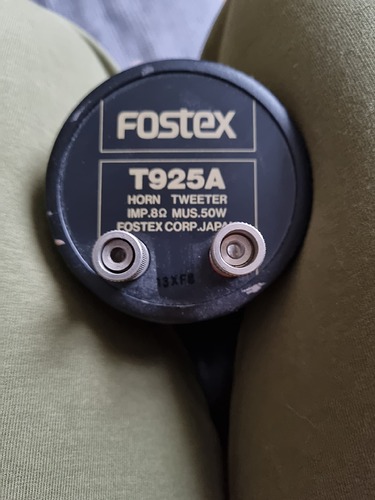 FOSTEX
T925A
HORN TWEETER
IMP.8Ω MUS.50W
FOSTEX CORP.JAPAN
13XF8